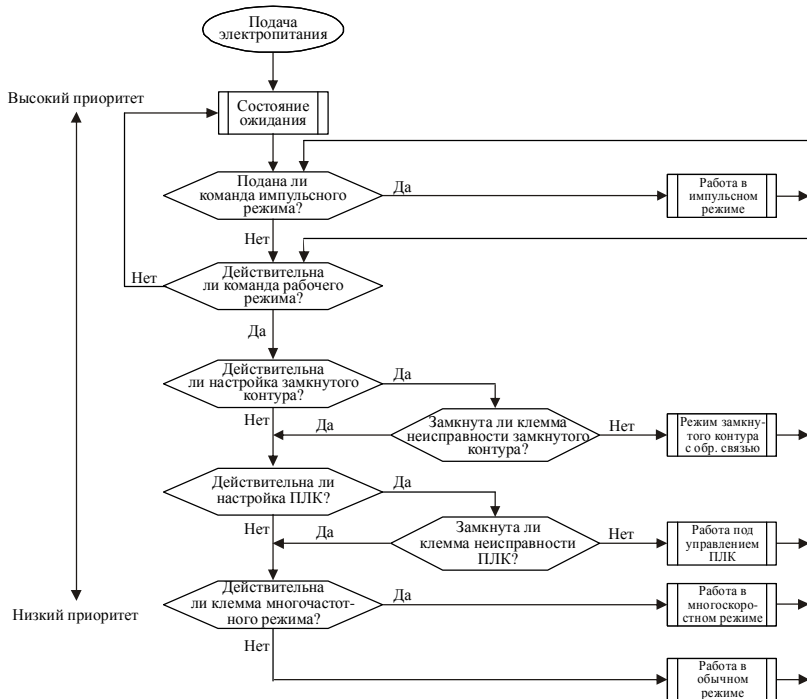 Подача
электропитания
Высокий приоритет
Состояние
ожидания
Подана ли
команда импульсного
режима?
Да
Работа в
импульсном
режиме
Нет
Действительна
ли команда рабочего
режима?
Нет
Да
Действительна
ли настройка замкнутого
контура?
Да
Нет
Замкнута ли клемма
неисправности замкнутого
контура?
Да
Нет
Режим замкну-
того контура
с обр. связью
Действительна ли
настройка ПЛК?
Да
Нет
Замкнута ли
клемма неисправности
ПЛК?
Да
Нет
Работа под
управлением
ПЛК
Действительна
ли клемма многочастот-
ного режима?
Да
Работа в
многоскоро-
стном режиме
Низкий приоритет
Нет
Работа в
обычном
режиме